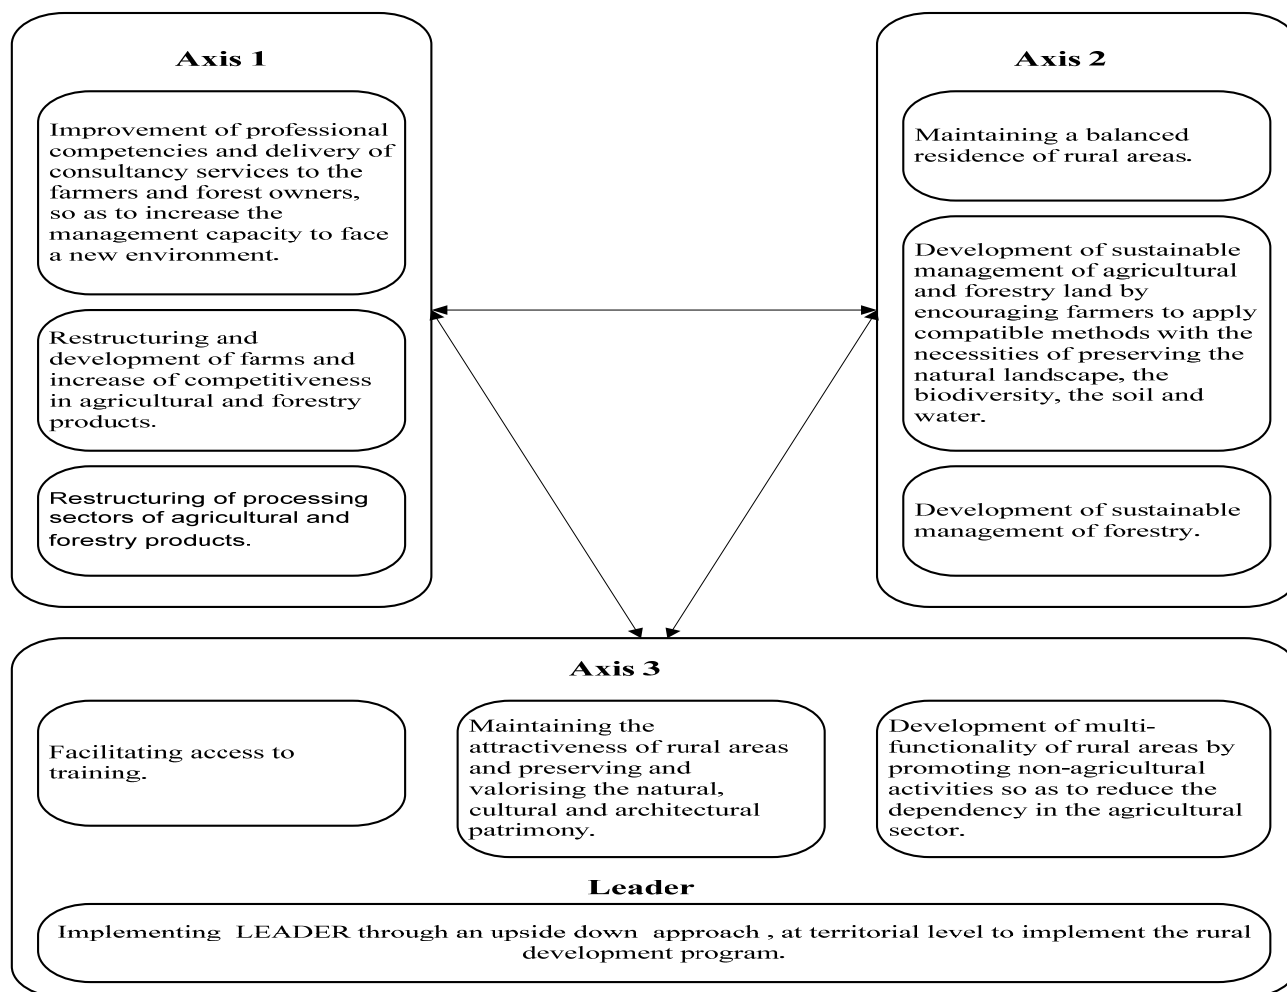 Axis 1
Improvement of professional
competencies and delivery of
consultancy services to the
farmers and forest owners,
so as to increase the
management capacity to face
a new environment.
Restructuring and
development of farms and
increase of competitiveness
in agricultural and forestry
products.
Restructuring of processing
sectors of agricultural and
forestry products.
Axis 2
Maintaining a balanced
residence of rural areas.
Development of sustainable
management of agricultural
and forestry land by
encouraging farmers to apply
compatible methods with the
necessities of preserving the
natural landscape, the
biodiversity, the soil and
water.
Development of sustainable
management of forestry.
Axis 3
Facilitating access to
training.
Maintaining the
attractiveness of rural areas
and preserving and
valorising the natural,
cultural and architectural
patrimony.
Development of multi-
functionality of rural areas by
promoting non-agricultural
activities so as to reduce the
dependency in the agricultural
sector.
Leader
Implementing LEADER through an upside down approach , at territorial level to implement the rural
development program.